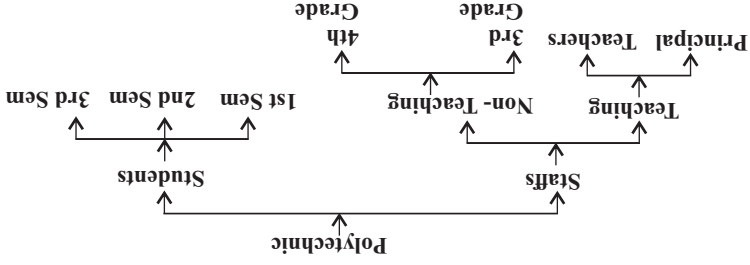 Polytechnic
Staffs Students
Teaching Non- Teaching 1st Sem 2nd Sem 3rd Sem
Principal Teachers 3rd Grade 4th Grade